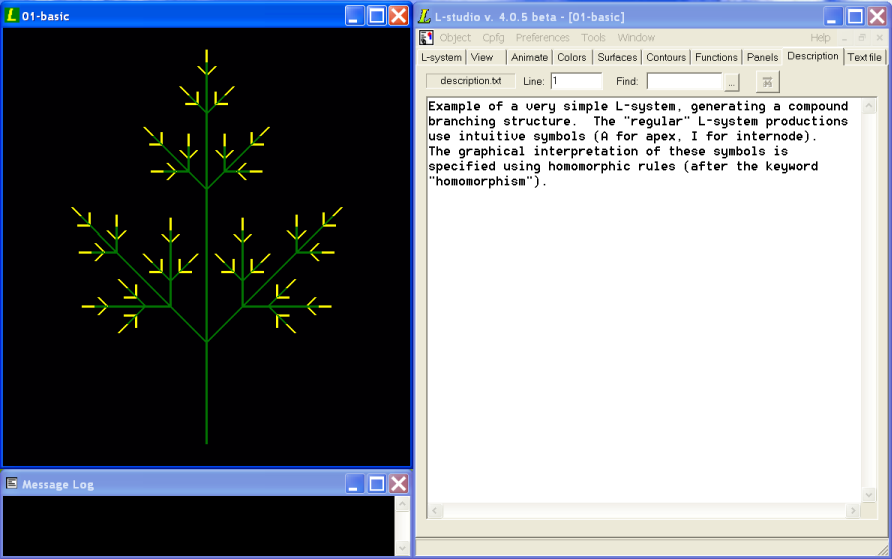 01-basic
L-studio v. 4.0.5 beta - [01-basic]
Object Cpfg Preferences Tools Window Help
L-system View Animate Colors Surfaces Contours Functions Panels Description Text file
description.txt Line: 1 Find: ...
Example of a very simple L-system, generating a compound
branching structure. The "regular" L-system productions
use intuitive symbols (A for apex, I for internode).
The graphical interpretation of these symbols is
specified using homomorphic rules (after the keyword
"homomorphism").
Message Log